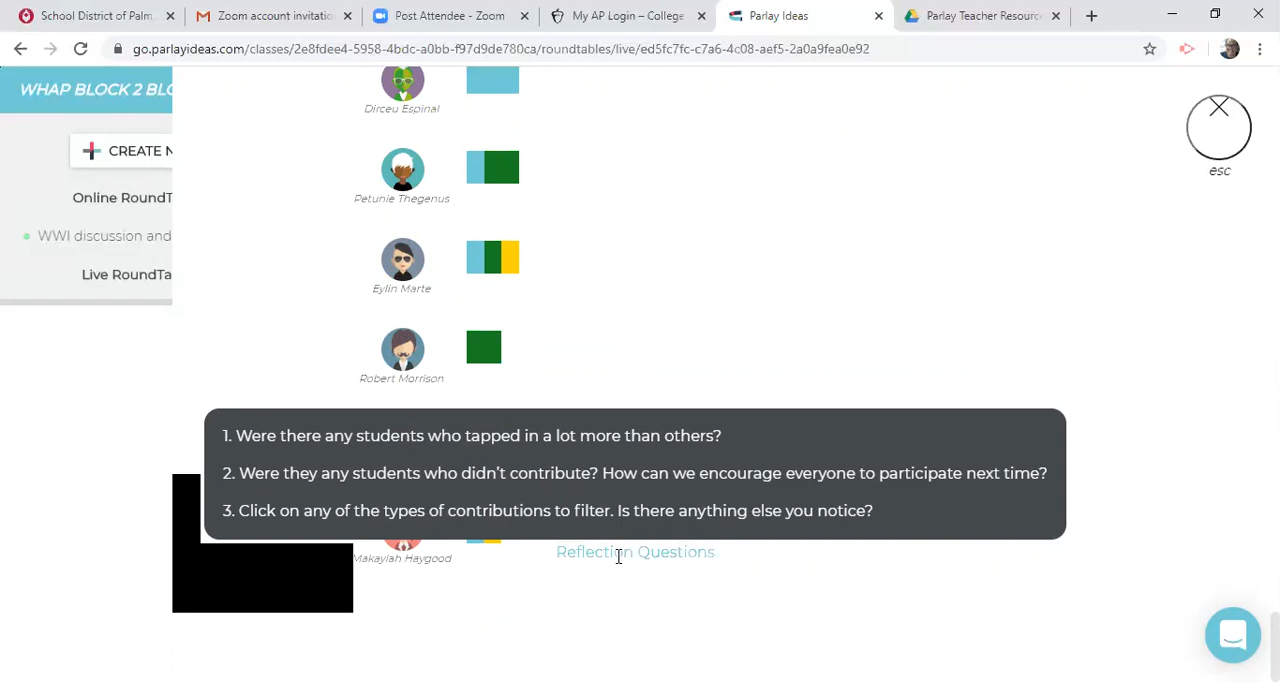 School District of Palm
Zoom account invitatio
Post Attendee - Zoom
My AP Login – College
Parlay Ideas
Parlay Teacher Resourc
go.parlayideas.com/classes/2e8fdee4-5958-4bdc-a0bb-f97d9de780ca/roundtables/live/ed5fc7fc-c7a6-4c08-aef5-2a0a9fea0e92
WHAP BLOCK 2 BLO
CREATE N
Online RoundT
WWI discussion and
Live RoundTa
Dirceu Espinal
Petunie Thegenus
Eylin Marte
Robert Morrison
1. Were there any students who tapped in a lot more than others?
2. Were they any students who didn't contribute? How can we encourage everyone to participate next time?
3. Click on any of the types of contributions to filter. Is there anything else you notice?
Makaylah Haygood
Reflection Questions
esc